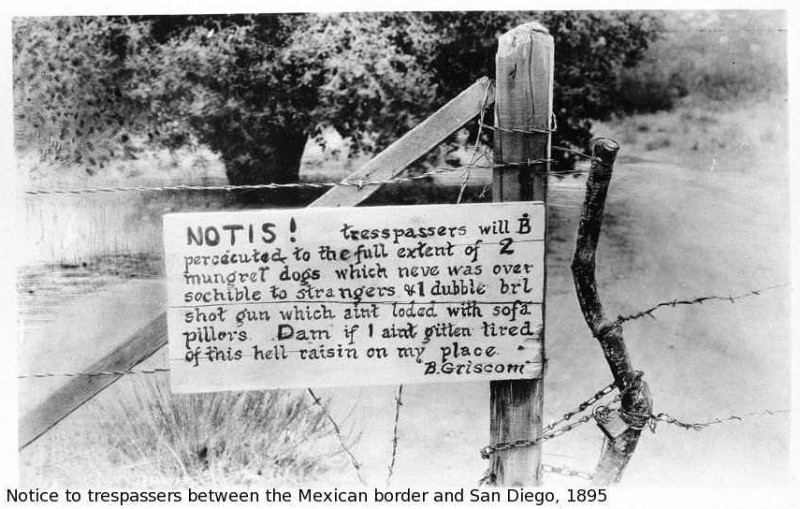 NOTIS! tresspassers will B
percecuted to the full extent of 2
mungrel dogs which neve was over
sochible to strangers & 1 dubble brl
shot gun which aint loded with sofa
pillors. Dam if I aint gitten tired
of this hell raisin on my place.
B.Griscom
Notice to trespassers between the Mexican border and San Diego, 1895